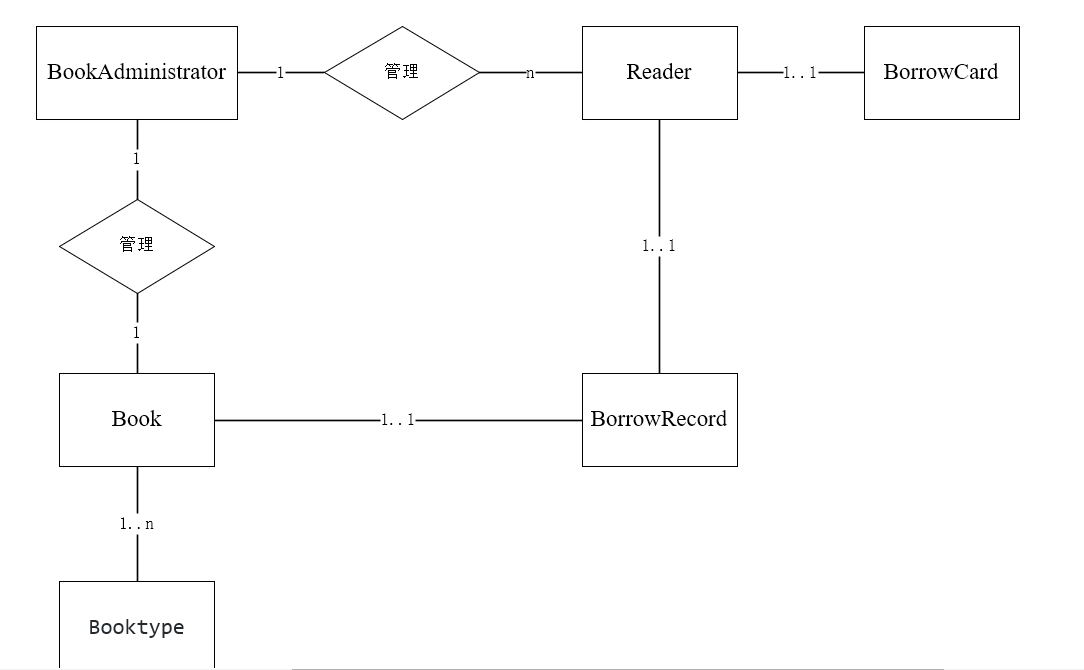 BookAdministrator
1
管理
n
Reader
1..1
BorrowCard
1
管理
1..1
1
Book
1..1
BorrowRecord
1..n
Booktype